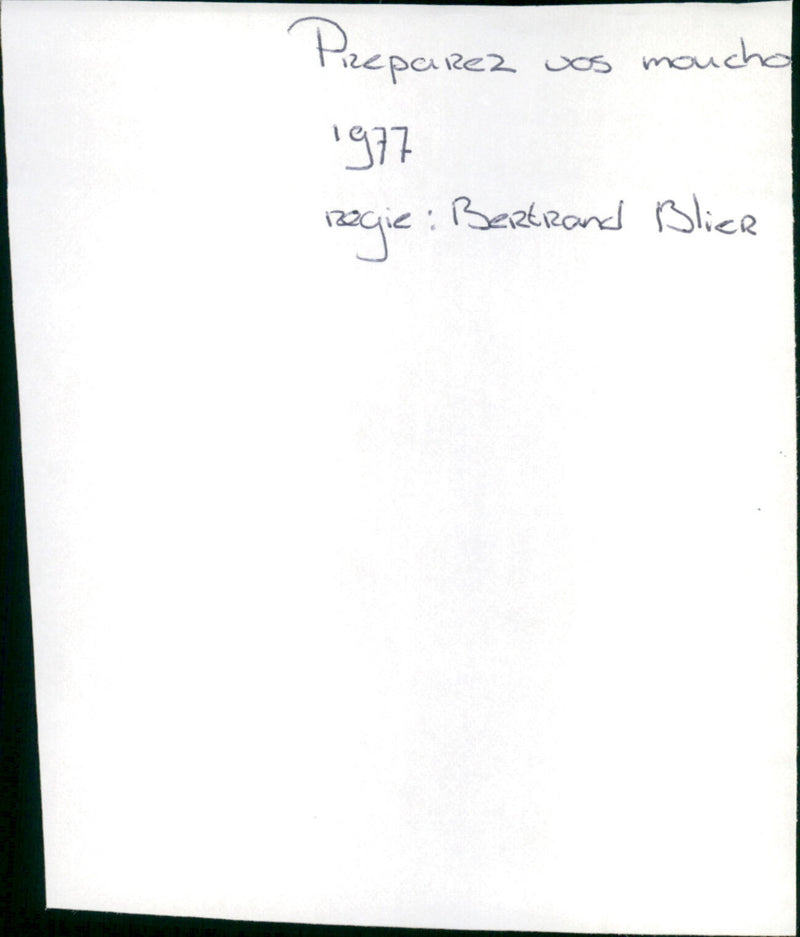 Preparez vos moucho
1977
regie: Bertrand Blier